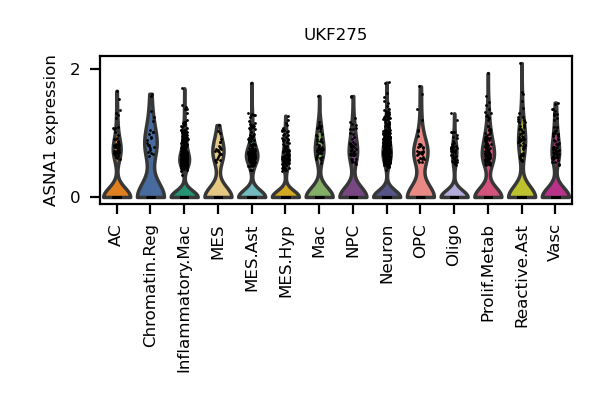 UKF275
ASNA1 expression
2
0
AC
Chromatin.Reg
Inflammatory.Mac
MES
MES.Ast
MES.Hyp
Mac
NPC
Neuron
OPC
Oligo
Prolif.Metab
Reactive.Ast
Vasc